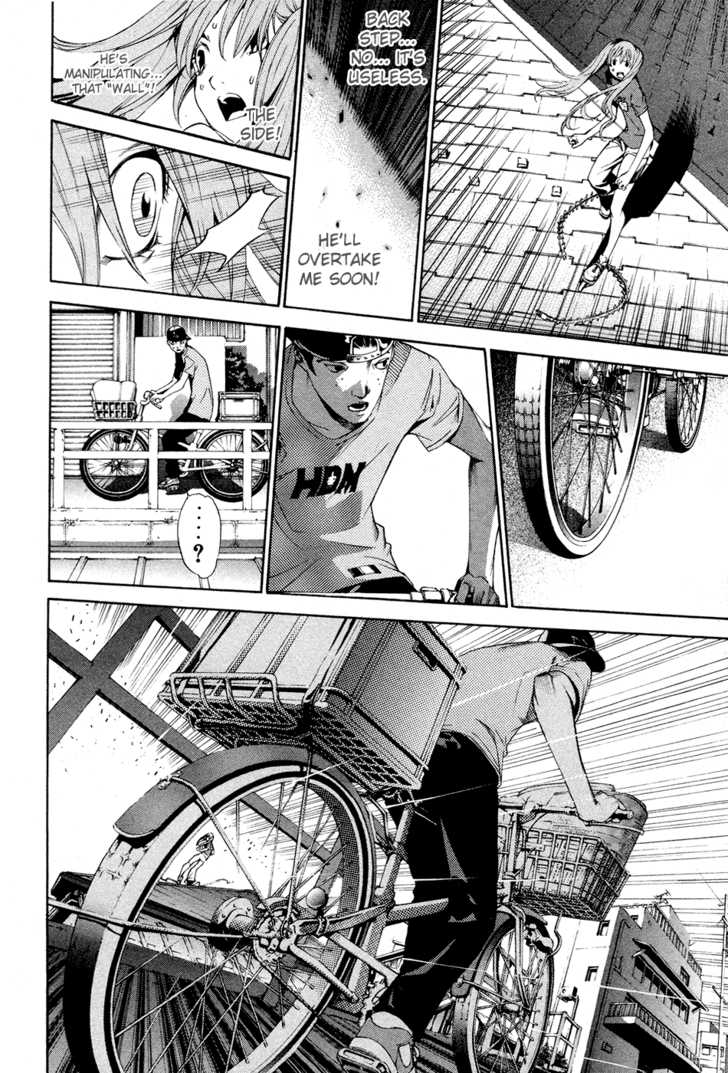 BACK
STEP...
NO... IT'S
USELESS.
HE'LL
OVERTAKE
ME SOON!
THE
SIDE!
HE'S
MANIPULATING...
THAT "WALL"!
HDM
....?